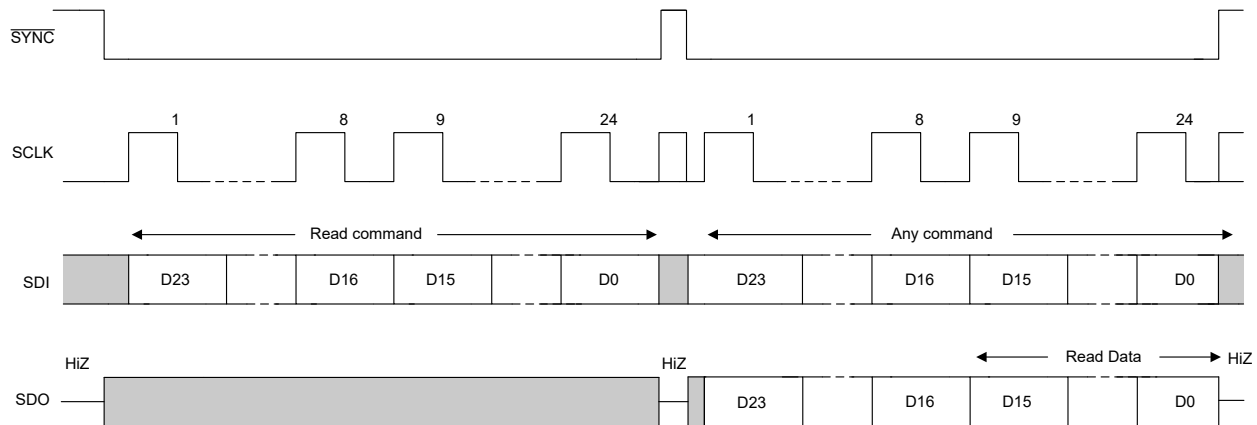 SYNC
1 8 9 24 1 8 9 24
SCLK
Read command Any command
SDI D23 D16 D15 D0 D23 D16 D15 D0
HiZ HiZ Read Data HiZ
SDO D23 D16 D15 D0